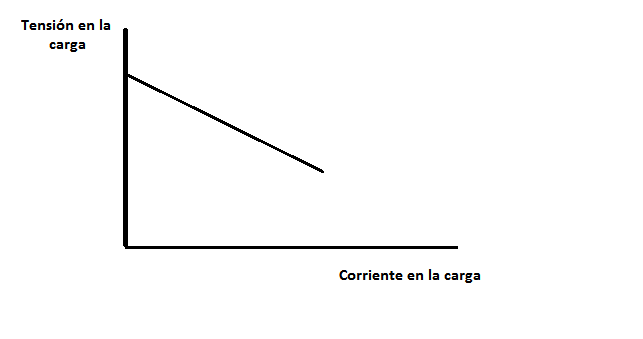 Tensión en la
carga
Corriente en la carga